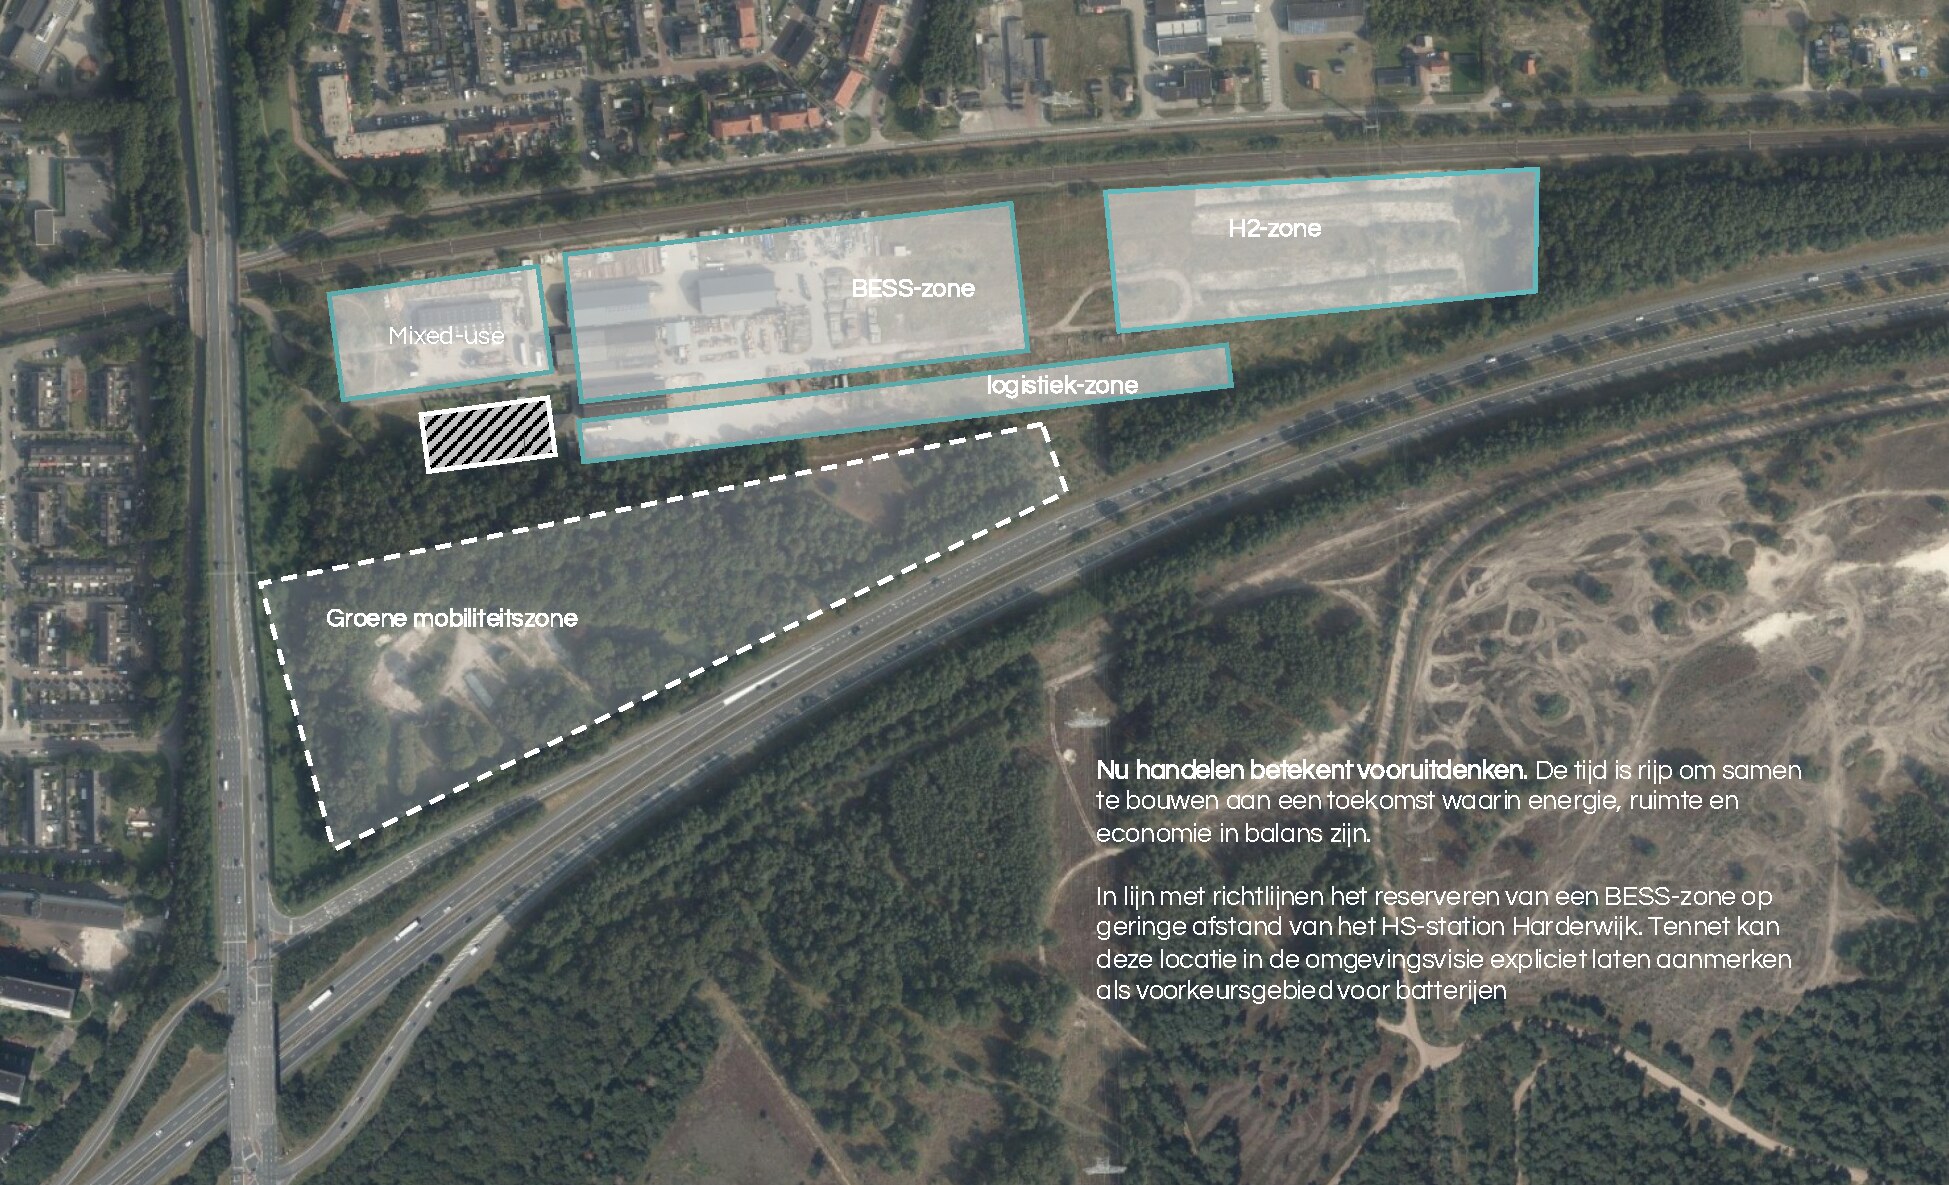 H2-zone
BESS-zone
Mixed-use
logistiek-zone
Groene mobiliteitszone
Nu handelen betekent vooruitdenken. De tijd is rijp om samen
te bouwen aan een toekomst waarin energie, ruimte en
economie in balans zijn.
In lijn met richtlijnen het reserveren van een BESS-zone op
geringe afstand van het HS-station Harderwijk. Tennet kan
deze locatie in de omgevingsvisie expliciet laten aanmerken
als voorkeursgebied voor batterijen